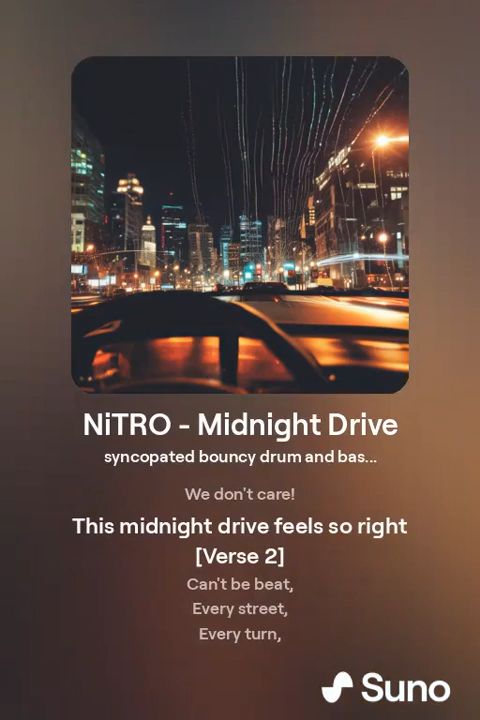 NiTRO - Midnight Drive
syncopated bouncy drum and bas...
We don't care!
This midnight drive feels so right
[Verse 2]
Can't be beat,
Every street,
Every turn,
Suno